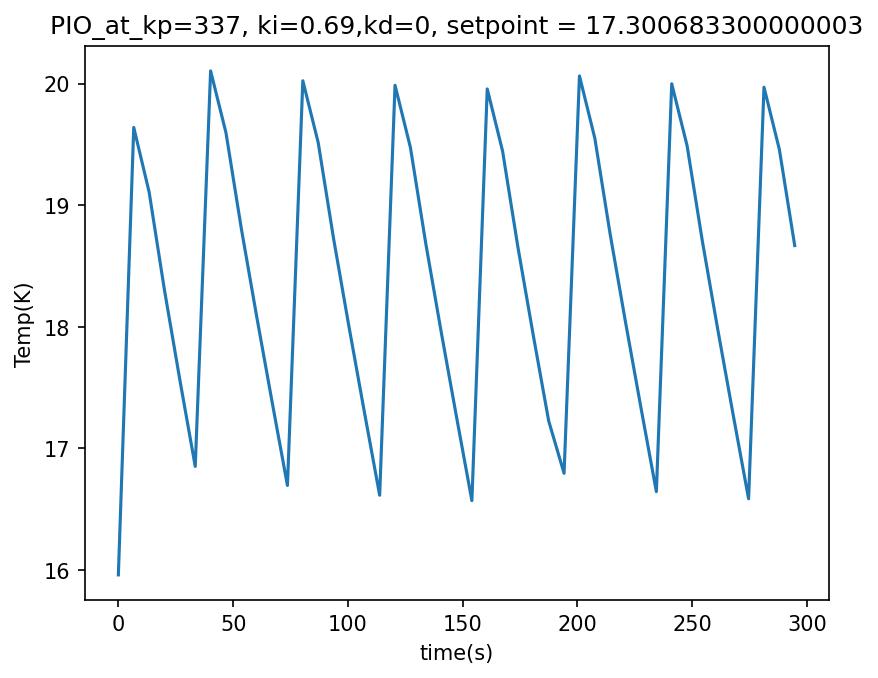 PIO_at_kp=337, ki=0.69,kd=0, setpoint = 17.300683300000003
20
19
18
17
16
Temp(K)
0 50 100 150 200 250 300
time(s)